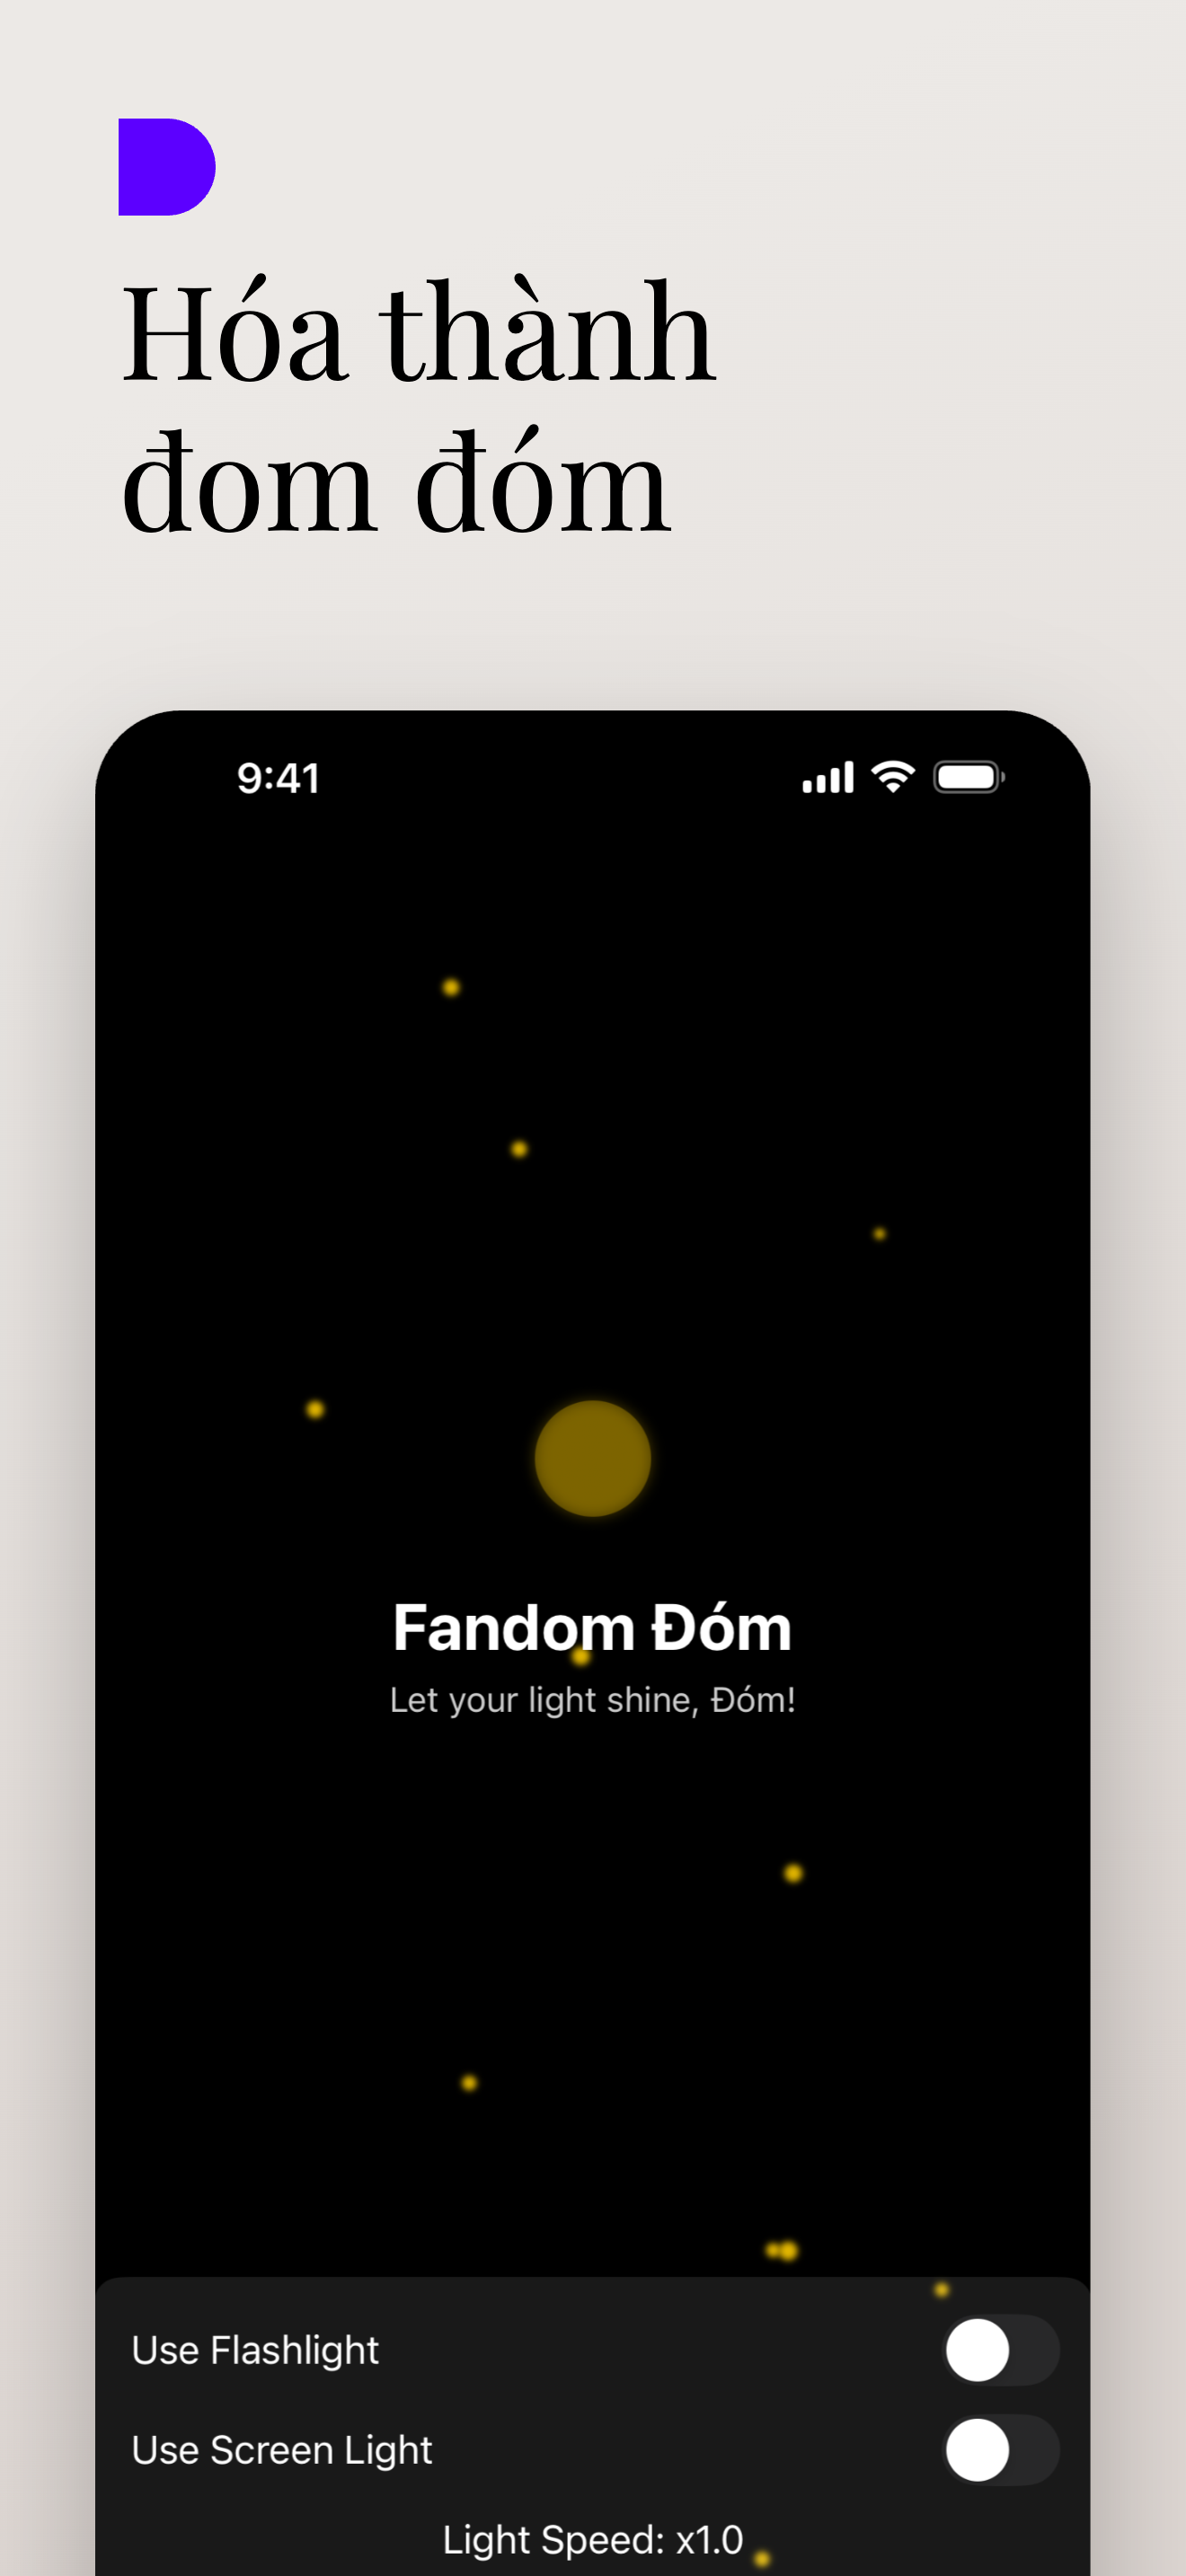 Hóa thành
đom đóm
9:41
Fandom Đóm
Let your light shine, Đóm!
Use Flashlight
Use Screen Light
Light Speed: x1.0